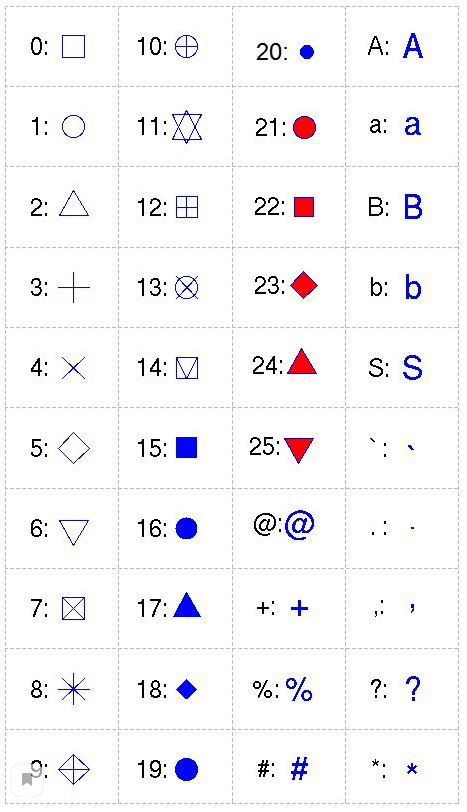 0: 10: 20: A: A
1: 11: 21: a: a
2: 12: 22: B: B
3: 13: 23: b: b
4: 14: 24: S: S
5: 15: 25: `: `
6: 16: @: @ .: .
7: 17: +: + ,: ,
8: 18: %: % ?: ?
9: 19: #: # *: *